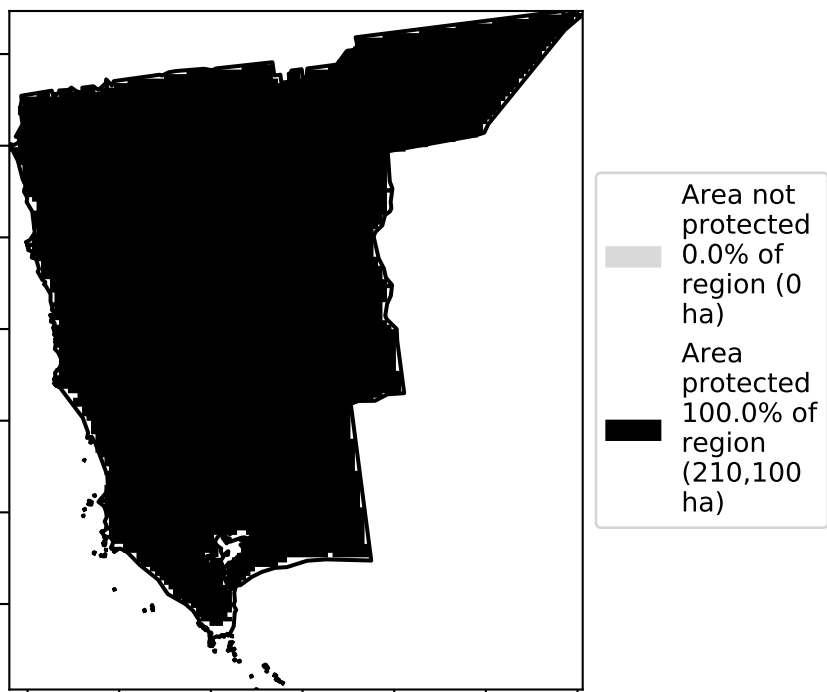 Area not
protected
0.0% of
region (0
ha)
Area
protected
100.0% of
region
(210,100
ha)